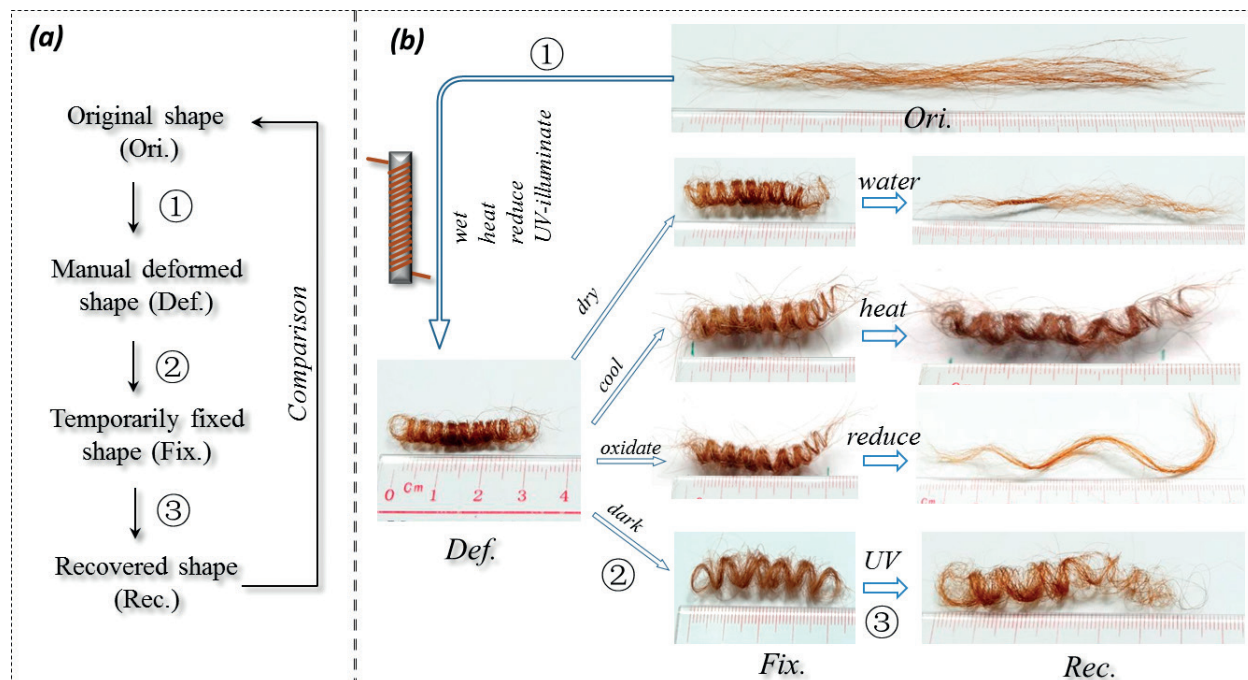 (a)
Original shape
(Ori.)
①
Manual deformed
shape (Def.)
②
Temporarily fixed
shape (Fix.)
③
Recovered shape
(Rec.)
Comparison
(b)
①
wet
heat
reduce
UV-illuminate
Ori.
dry
water
cool
heat
oxidate
reduce
dark
②
UV
③
0 Cm 1 2 3 4
Def.
Fix.
Rec.